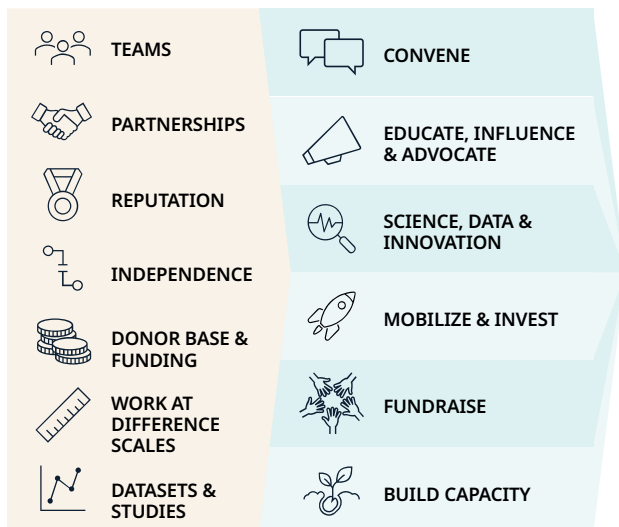 TEAMS
PARTNERSHIPS
REPUTATION
INDEPENDENCE
DONOR BASE &
FUNDING
WORK AT
DIFFERENCE
SCALES
DATASETS &
STUDIES
CONVENE
EDUCATE, INFLUENCE
& ADVOCATE
SCIENCE, DATA &
INNOVATION
MOBILIZE & INVEST
FUNDRAISE
BUILD CAPACITY